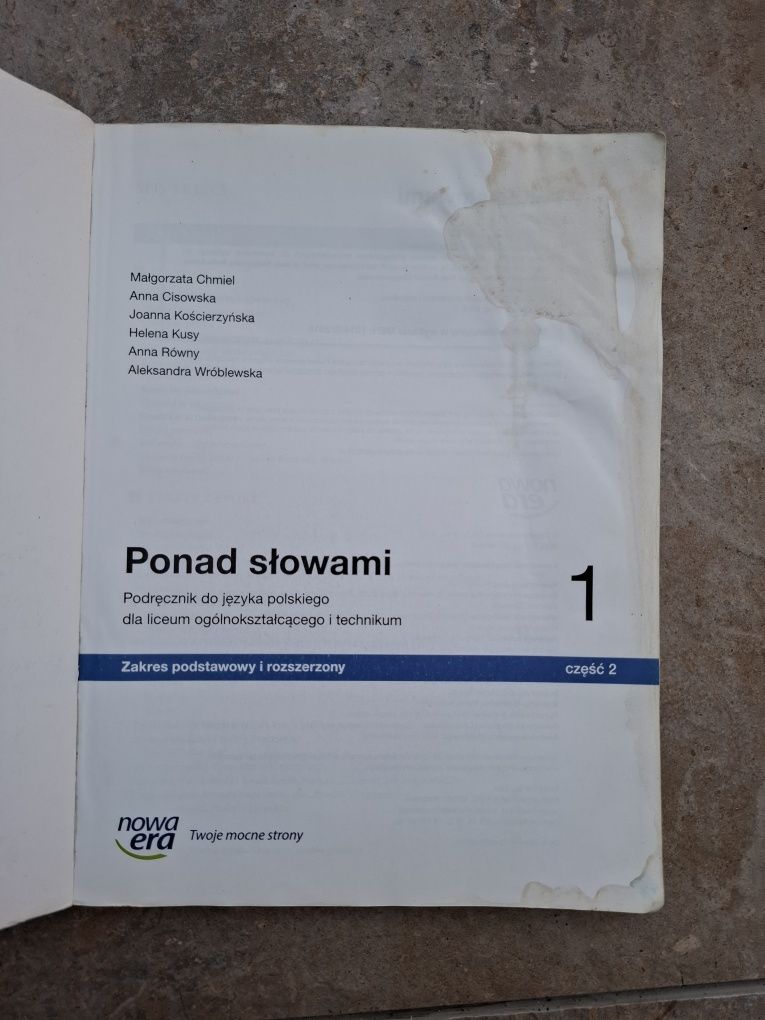 Małgorzata Chmiel
Anna Cisowska
Joanna Kościerzyńska
Helena Kusy
Anna Równy
Aleksandra Wróblewska
Ponad słowami
1
Podręcznik do języka polskiego
dla liceum ogólnokształcącego i technikum
Zakres podstawowy i rozszerzony
część 2
nowa
era
Twoje mocne strony